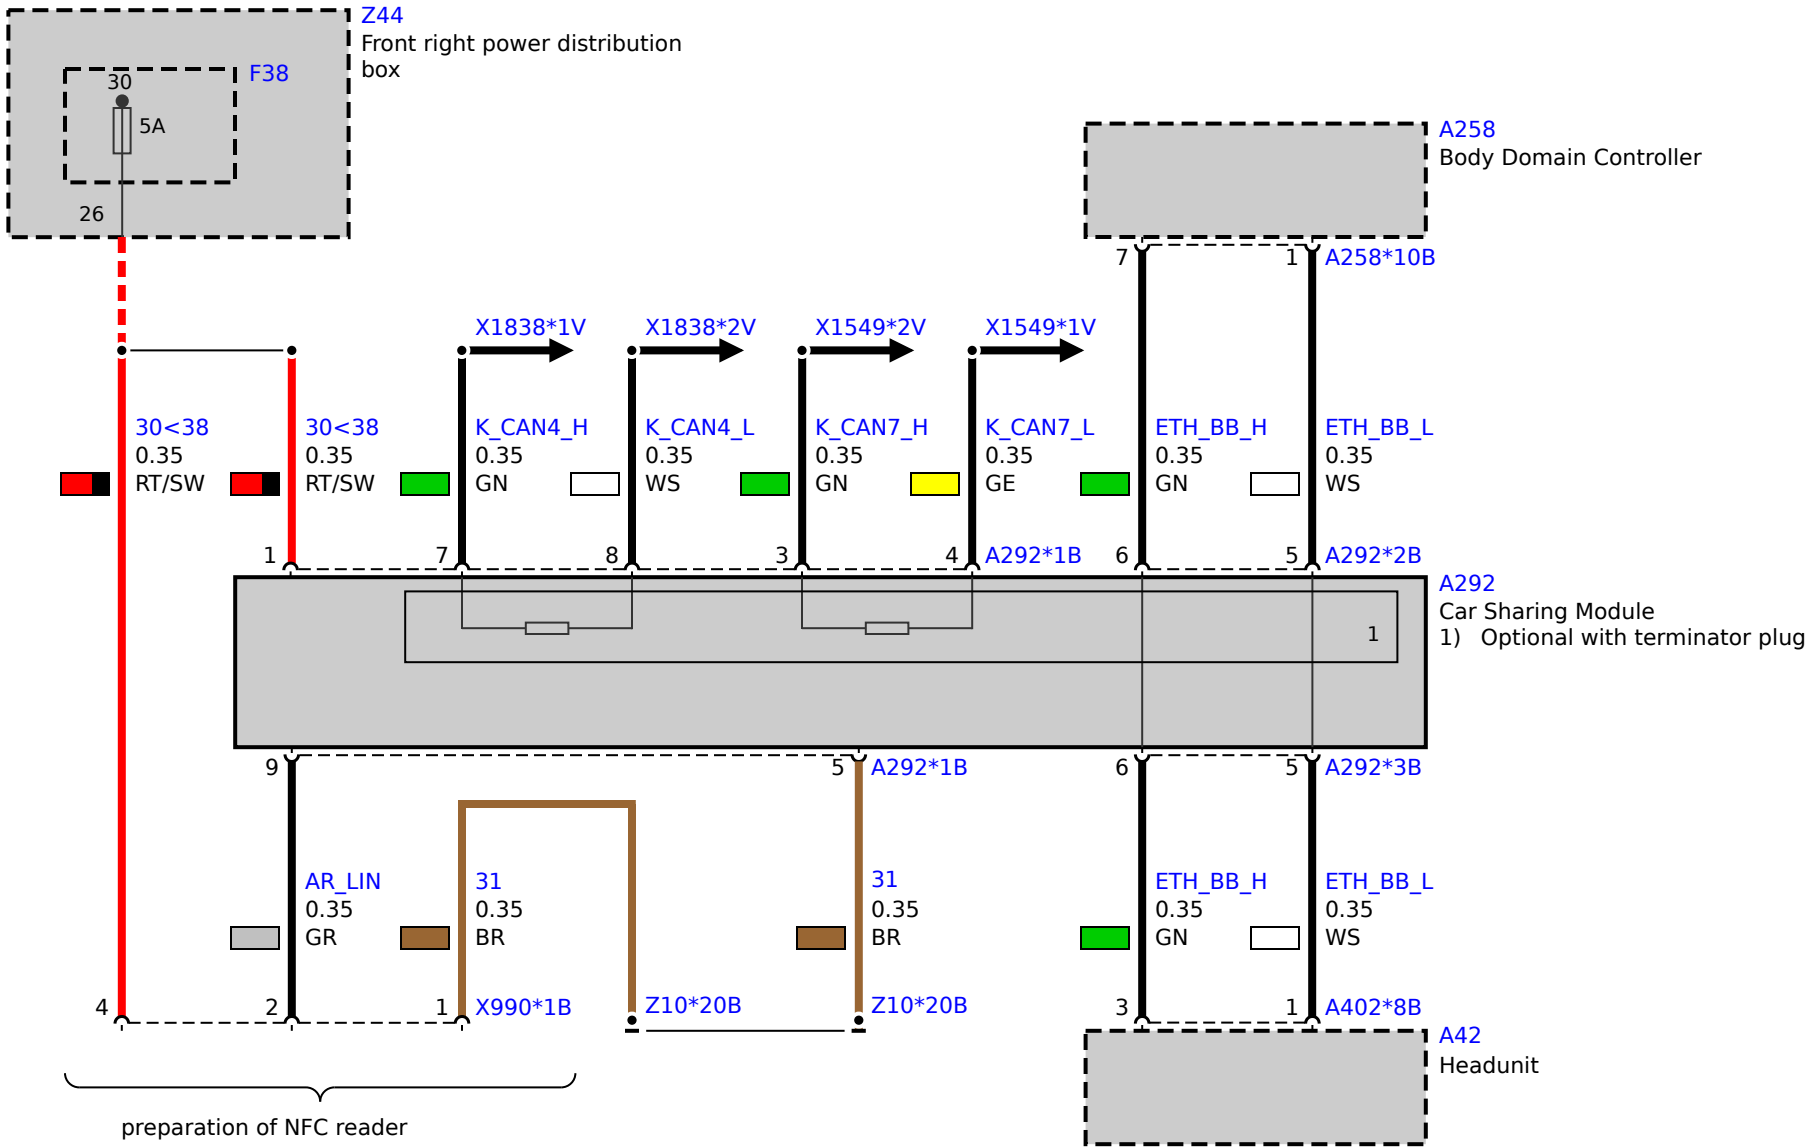 Z44
Front right power distribution
box
F38
30
5A
26
A258
Body Domain Controller
7
1
A258*10B
X1838*1V
X1838*2V
X1549*2V
X1549*1V
30<38
0.35
RT/SW
30<38
0.35
RT/SW
K_CAN4_H
0.35
GN
K_CAN4_L
0.35
WS
K_CAN7_H
0.35
GN
K_CAN7_L
0.35
GE
ETH_BB_H
0.35
GN
ETH_BB_L
0.35
WS
1
7
8
3
4
A292*1B
6
5
A292*2B
A292
Car Sharing Module
1) Optional with terminator plug
1
9
5
A292*1B
6
5
A292*3B
AR_LIN
0.35
GR
31
0.35
BR
31
0.35
BR
ETH_BB_H
0.35
GN
ETH_BB_L
0.35
WS
4
2
1
X990*1B
Z10*20B
Z10*20B
3
1
A402*8B
A42
Headunit
preparation of NFC reader